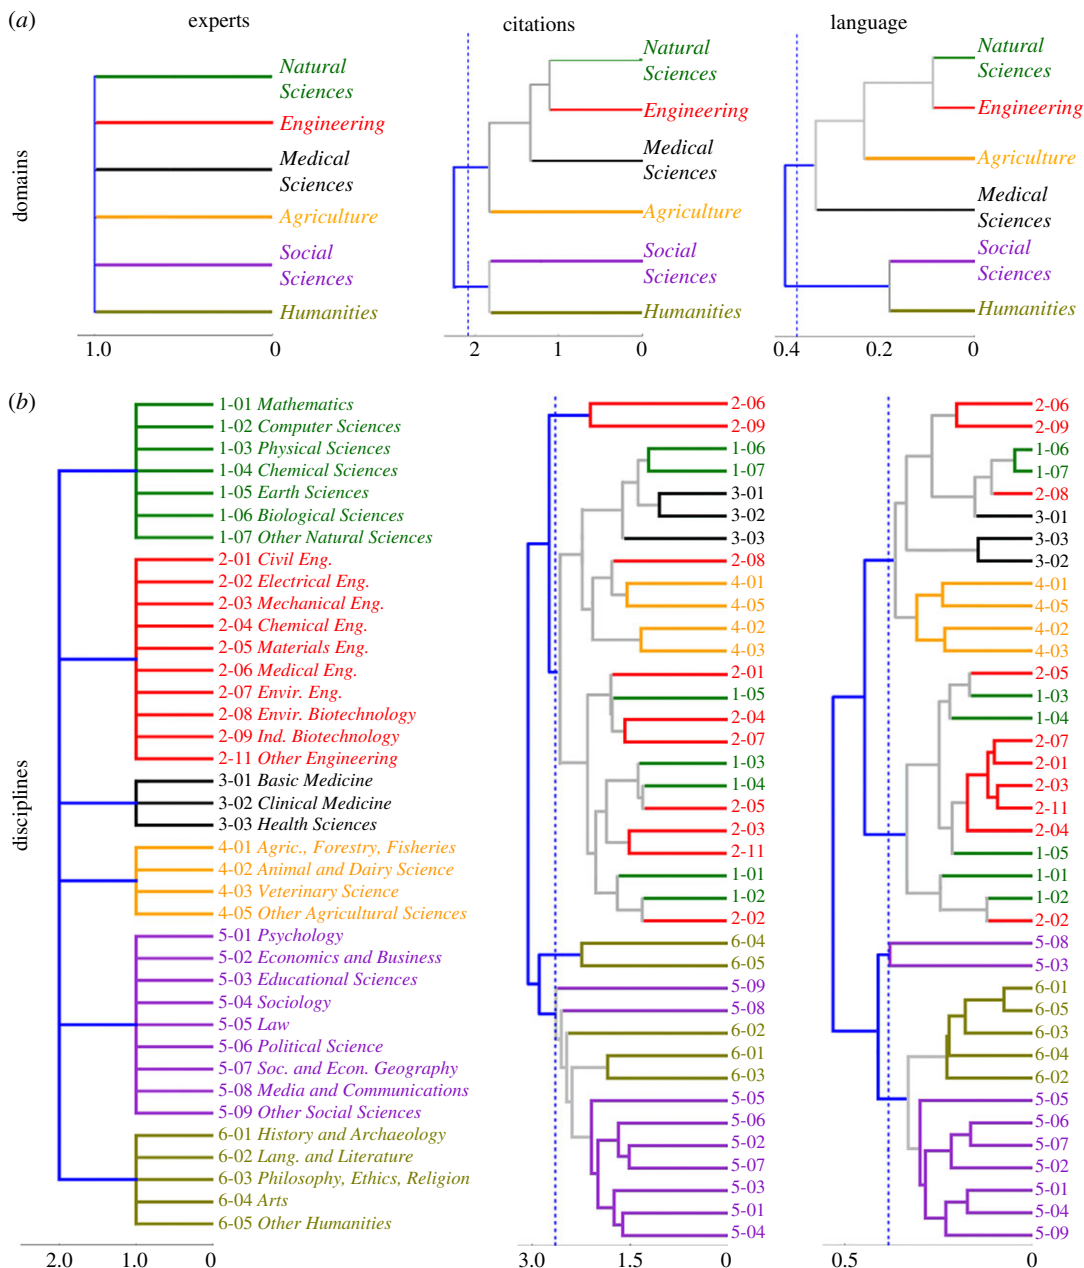 (a)
experts
citations
language
domains
Natural
Sciences
Engineering
Medical
Sciences
Agriculture
Social
Sciences
Humanities
1.0
0
Natural
Sciences
Engineering
Medical
Sciences
Agriculture
Social
Sciences
Humanities
2
1
0
Natural
Sciences
Engineering
Agriculture
Medical
Sciences
Social
Sciences
Humanities
0.4
0.2
0
(b)
disciplines
1-01 Mathematics
1-02 Computer Sciences
1-03 Physical Sciences
1-04 Chemical Sciences
1-05 Earth Sciences
1-06 Biological Sciences
1-07 Other Natural Sciences
2-01 Civil Eng.
2-02 Electrical Eng.
2-03 Mechanical Eng.
2-04 Chemical Eng.
2-05 Materials Eng.
2-06 Medical Eng.
2-07 Envir. Eng.
2-08 Envir. Biotechnology
2-09 Ind. Biotechnology
2-11 Other Engineering
3-01 Basic Medicine
3-02 Clinical Medicine
3-03 Health Sciences
4-01 Agric., Forestry, Fisheries
4-02 Animal and Dairy Science
4-03 Veterinary Science
4-05 Other Agricultural Sciences
5-01 Psychology
5-02 Economics and Business
5-03 Educational Sciences
5-04 Sociology
5-05 Law
5-06 Political Science
5-07 Soc. and Econ. Geography
5-08 Media and Communications
5-09 Other Social Sciences
6-01 History and Archaeology
6-02 Lang. and Literature
6-03 Philosophy, Ethics, Religion
6-04 Arts
6-05 Other Humanities
2.0
1.0
0
2-06
2-09
1-06
1-07
3-01
3-02
3-03
2-08
4-01
4-05
4-02
4-03
2-01
1-05
2-04
2-07
1-03
1-04
2-05
2-03
2-11
1-01
1-02
2-02
6-04
6-05
5-09
5-08
6-02
6-01
6-03
5-05
5-06
5-02
5-07
5-03
5-01
5-04
3.0
1.5
0
2-06
2-09
1-06
1-07
2-08
3-01
3-03
3-02
4-01
4-05
4-02
4-03
2-05
1-03
1-04
2-07
2-01
2-03
2-11
2-04
1-05
1-01
1-02
2-02
5-08
5-03
6-01
6-05
6-03
6-04
6-02
5-05
5-06
5-07
5-02
5-01
5-04
5-09
0.5
0